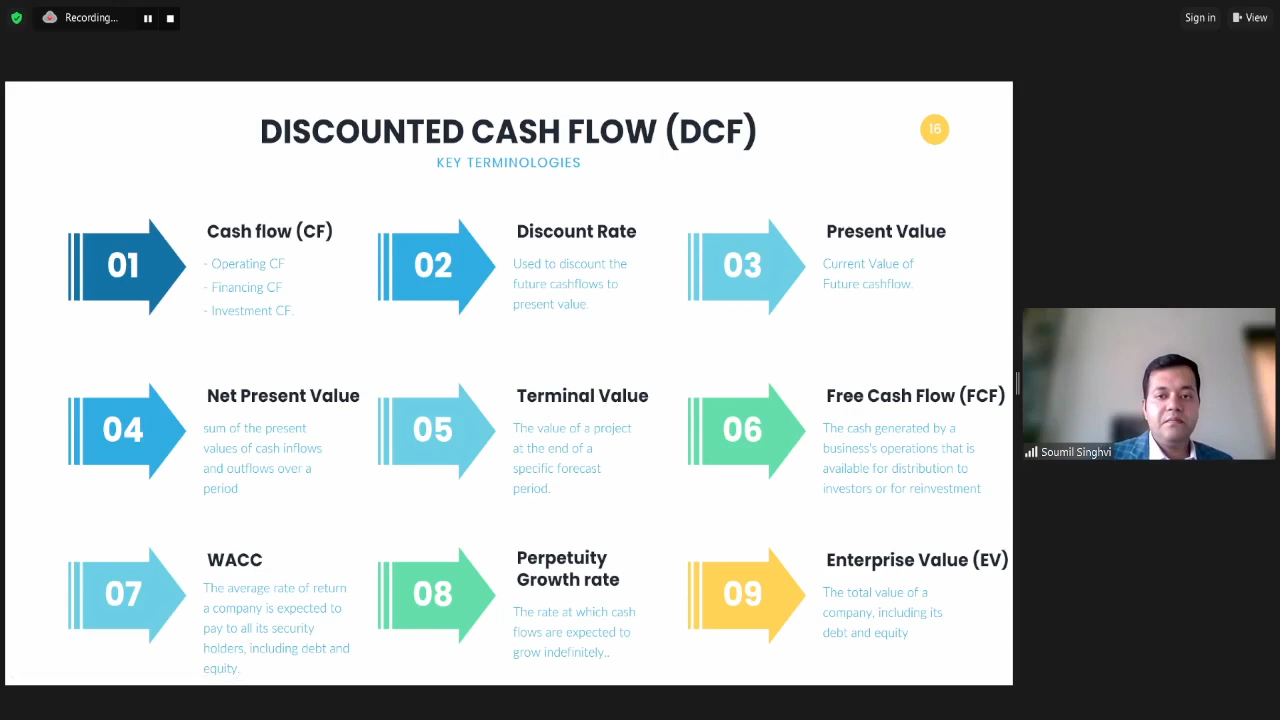 Recording...
Sign in
View
DISCOUNTED CASH FLOW (DCF)
16
KEY TERMINOLOGIES
01
Cash flow (CF)
- Operating CF
- Financing CF
- Investment CF.
02
Discount Rate
Used to discount the
future cashflows to
present value.
03
Present Value
Current Value of
Future cashflow.
04
Net Present Value
sum of the present
values of cash inflows
and outflows over a
period
05
Terminal Value
The value of a project
at the end of a
specific forecast
period.
06
Free Cash Flow (FCF)
The cash generated by a
business's operations that is
available for distribution to
investors or for reinvestment
Soumil Singhvi
07
WACC
The average rate of return
a company is expected to
pay to all its security
holders, including debt and
equity.
08
Perpetuity
Growth rate
The rate at which cash
flows are expected to
grow indefinitely..
09
Enterprise Value (EV)
The total value of a
company, including its
debt and equity